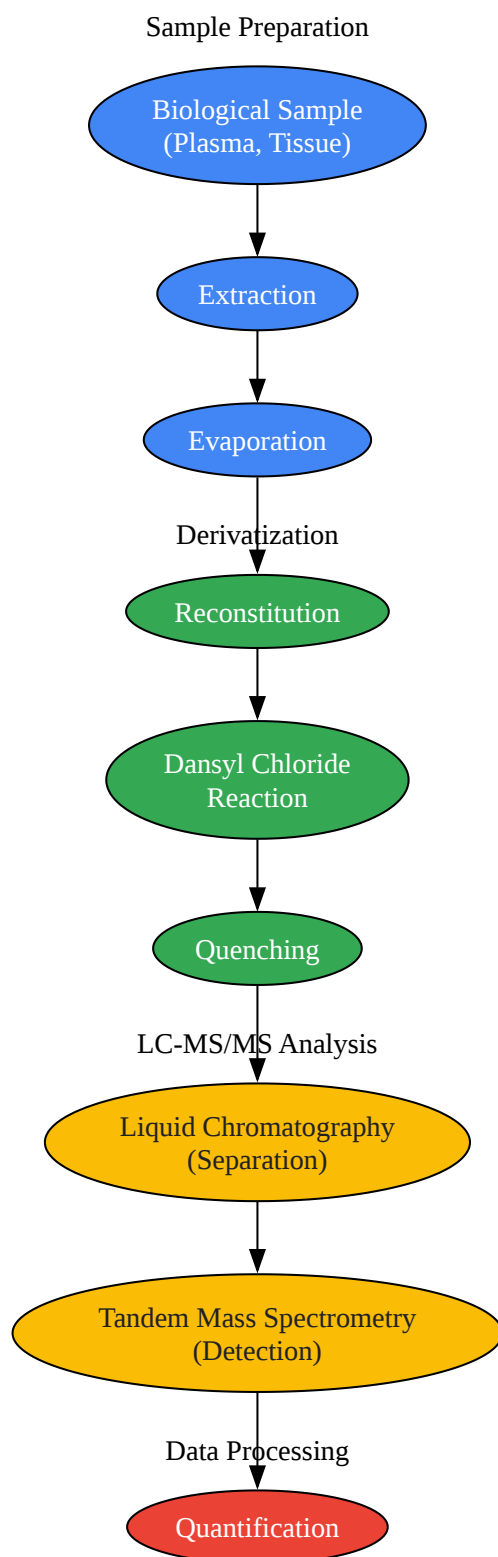 Sample Preparation
Biological Sample
(Plasma, Tissue)
Extraction
Evaporation
Derivatization
Reconstitution
Dansyl Chloride
Reaction
Quenching
LC-MS/MS Analysis
Liquid Chromatography
(Separation)
Tandem Mass Spectrometry
(Detection)
Data Processing
Quantification